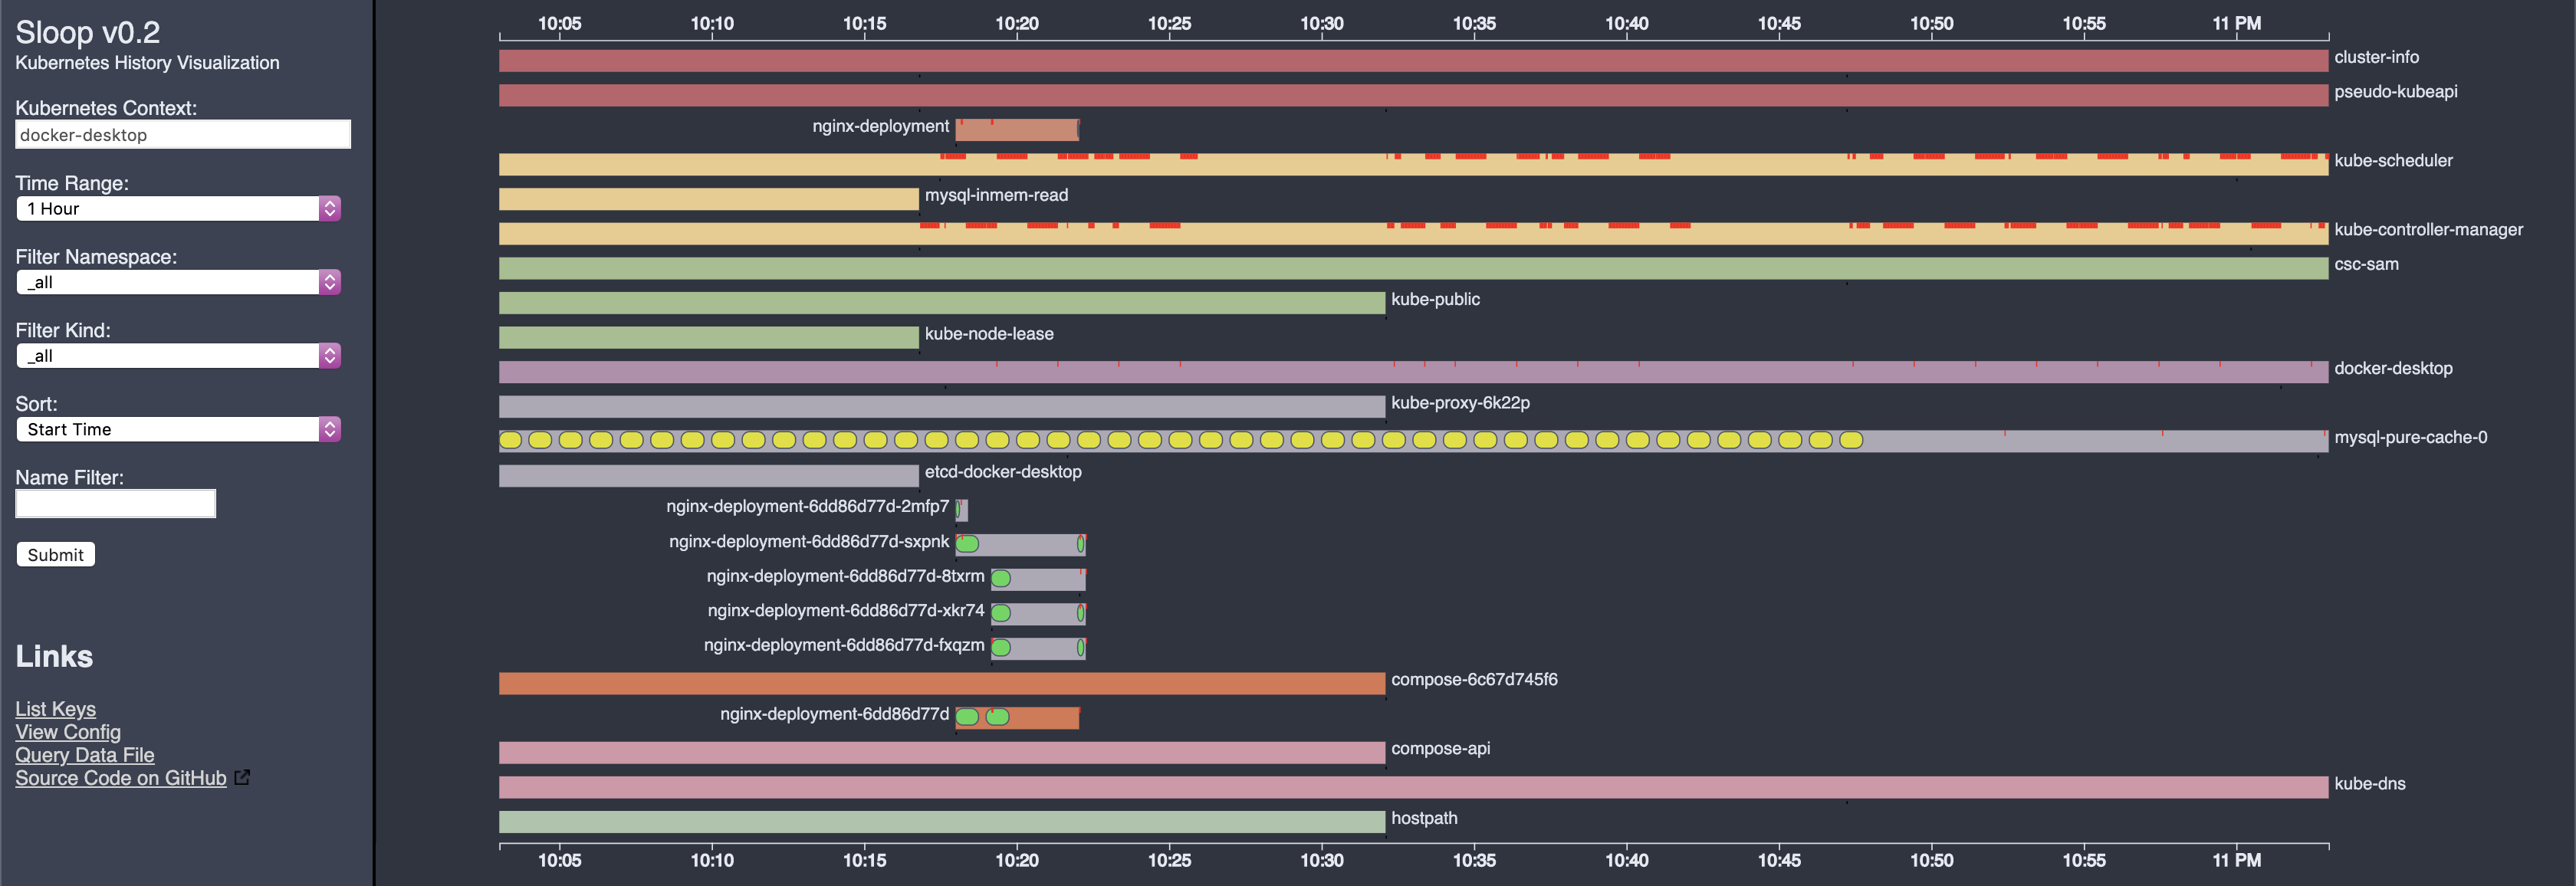 Sloop v0.2
Kubernetes History Visualization
Kubernetes Context:
docker-desktop
Time Range:
1 Hour
Filter Namespace:
_all
Filter Kind:
_all
Sort:
Start Time
Name Filter:
Submit
Links
List Keys
View Config
Query Data File
Source Code on GitHub
10:05 10:10 10:15 10:20 10:25 10:30 10:35 10:40 10:45 10:50 10:55 11 PM
cluster-info
pseudo-kubeapi
nginx-deployment
kube-scheduler
mysql-inmem-read
kube-controller-manager
csc-sam
kube-public
kube-node-lease
docker-desktop
kube-proxy-6k22p
mysql-pure-cache-0
etcd-docker-desktop
nginx-deployment-6dd86d77d-2mfp7
nginx-deployment-6dd86d77d-sxpnk
nginx-deployment-6dd86d77d-8txrm
nginx-deployment-6dd86d77d-xkr74
nginx-deployment-6dd86d77d-fxqzm
compose-6c67d745f6
nginx-deployment-6dd86d77d
compose-api
kube-dns
hostpath
10:05 10:10 10:15 10:20 10:25 10:30 10:35 10:40 10:45 10:50 10:55 11 PM